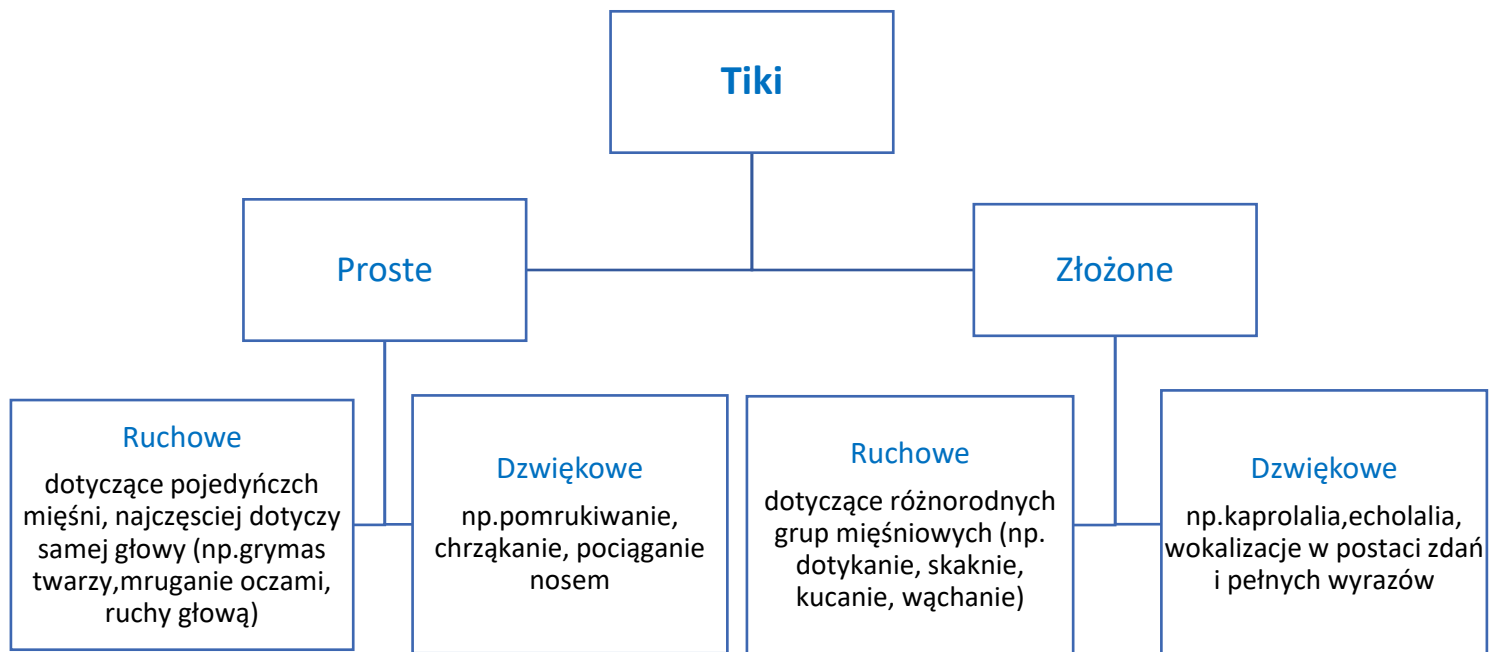 Tiki
Proste
Złożone
Ruchowe
dotyczące pojedyńczch
mięśni, najczęsciej dotyczy
samej głowy (np.grymas
twarzy,mruganie oczami,
ruchy głową)
Dzwiękowe
np.pomrukiwanie,
chrząkanie, pociąganie
nosem
Ruchowe
dotyczące różnorodnych
grup mięśniowych (np.
dotykanie, skaknie,
kucanie, wąchanie)
Dzwiękowe
np.kaprolalia,echolalia,
wokalizacje w postaci zdań
i pełnych wyrazów